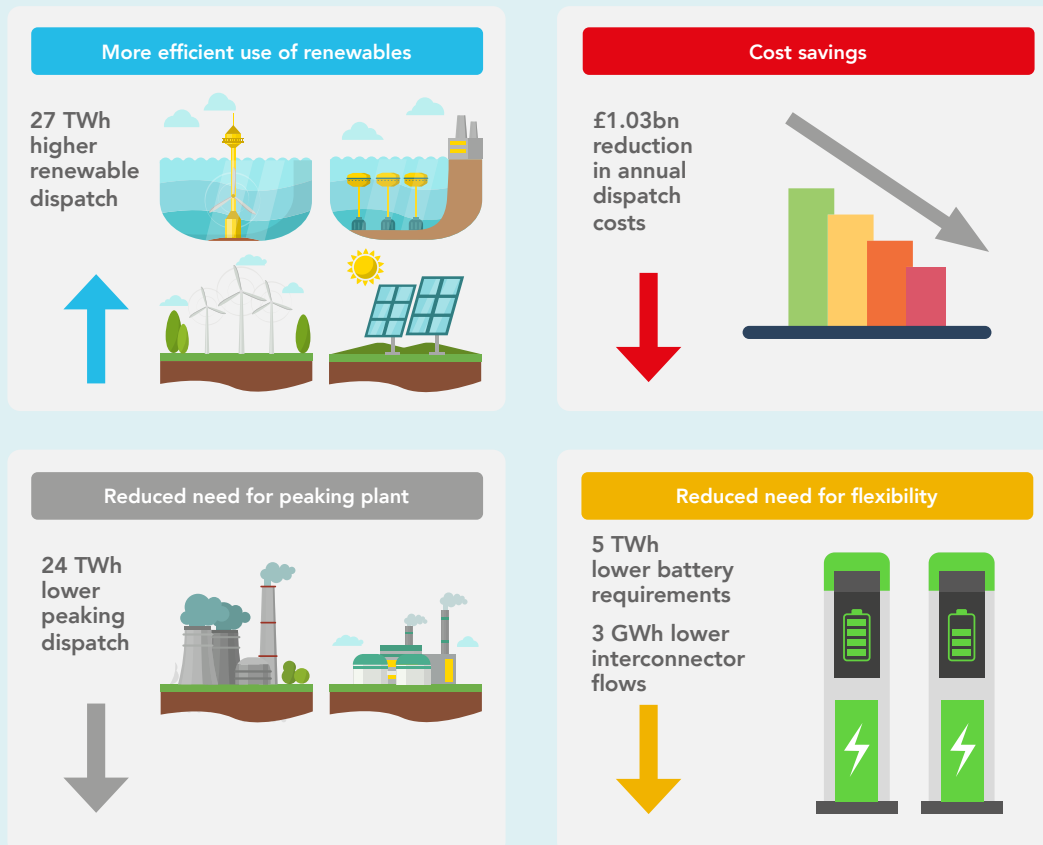 More efficient use of renewables
27 TWh
higher
renewable
dispatch
Cost savings
£1.03bn
reduction
in annual
dispatch
costs
Reduced need for peaking plant
24 TWh
lower
peaking
dispatch
Reduced need for flexibility
5 TWh
lower battery
requirements
3 GWh lower
interconnector
flows